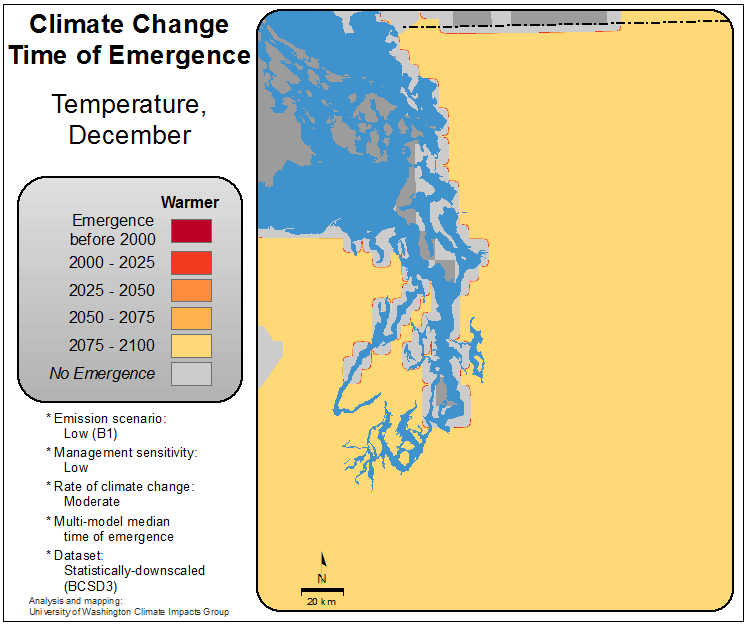 Climate Change
Time of Emergence
Temperature,
December
Warmer
Emergence
before 2000
2000 - 2025
2025 - 2050
2050 - 2075
2075 - 2100
No Emergence
* Emission scenario:
Low (B1)
* Management sensitivity:
Low
* Rate of climate change:
Moderate
* Multi-model median
time of emergence
* Dataset:
Statistically-downscaled
(BCSD3)
Analysis and mapping:
University of Washington Climate Impacts Group
N
20 km